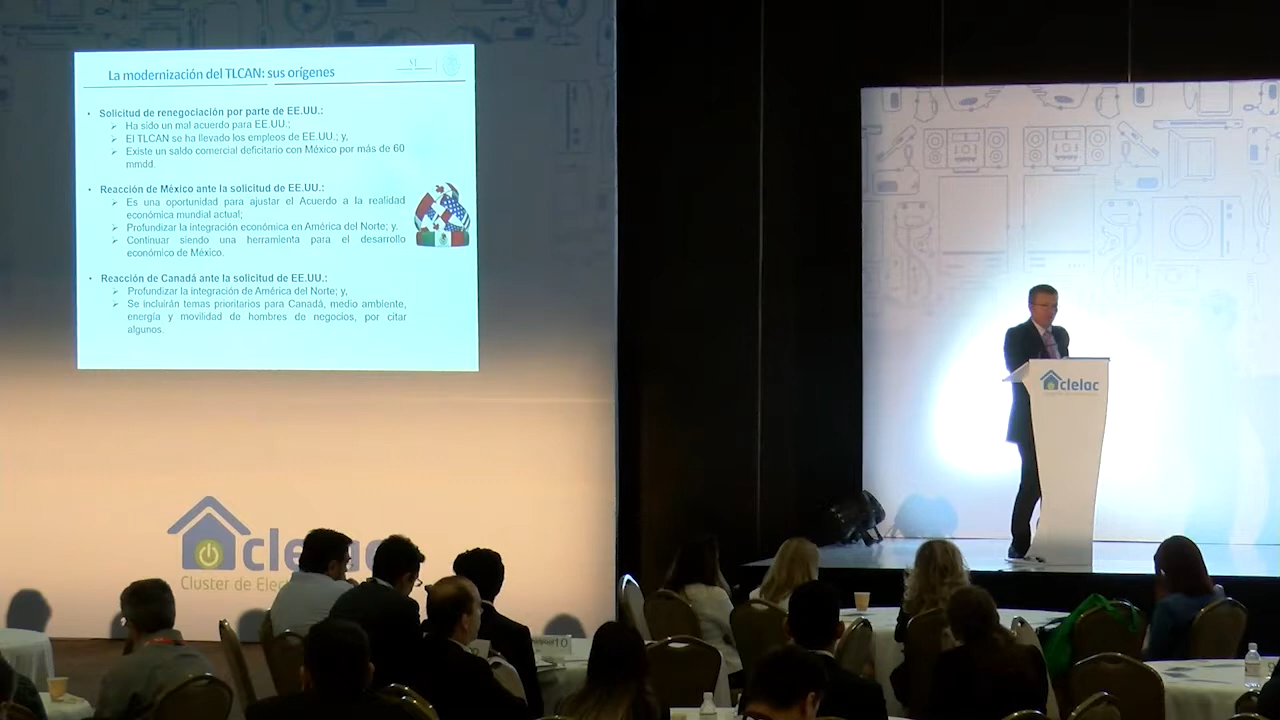 La modernización del TLCAN: sus orígenes
SE
• Solicitud de renegociación por parte de EE.UU.:
➢ Ha sido un mal acuerdo para EE.UU.;
➢ El TLCAN se ha llevado los empleos de EE.UU.; y,
➢ Existe un saldo comercial deficitario con México por más de 60
mmdd.
• Reacción de México ante la solicitud de EE.UU.:
➢ Es una oportunidad para ajustar el Acuerdo a la realidad
económica mundial actual;
➢ Profundizar la integración económica en América del Norte; y.
➢ Continuar siendo una herramienta para el desarrollo
económico de México.
• Reacción de Canadá ante la solicitud de EE.UU.:
➢ Profundizar la integración de América del Norte; y,
➢ Se incluirán temas prioritarios para Canadá, medio ambiente,
energía y movilidad de hombres de negocios, por citar
algunos.
clelac
clelac
Cluster de
10